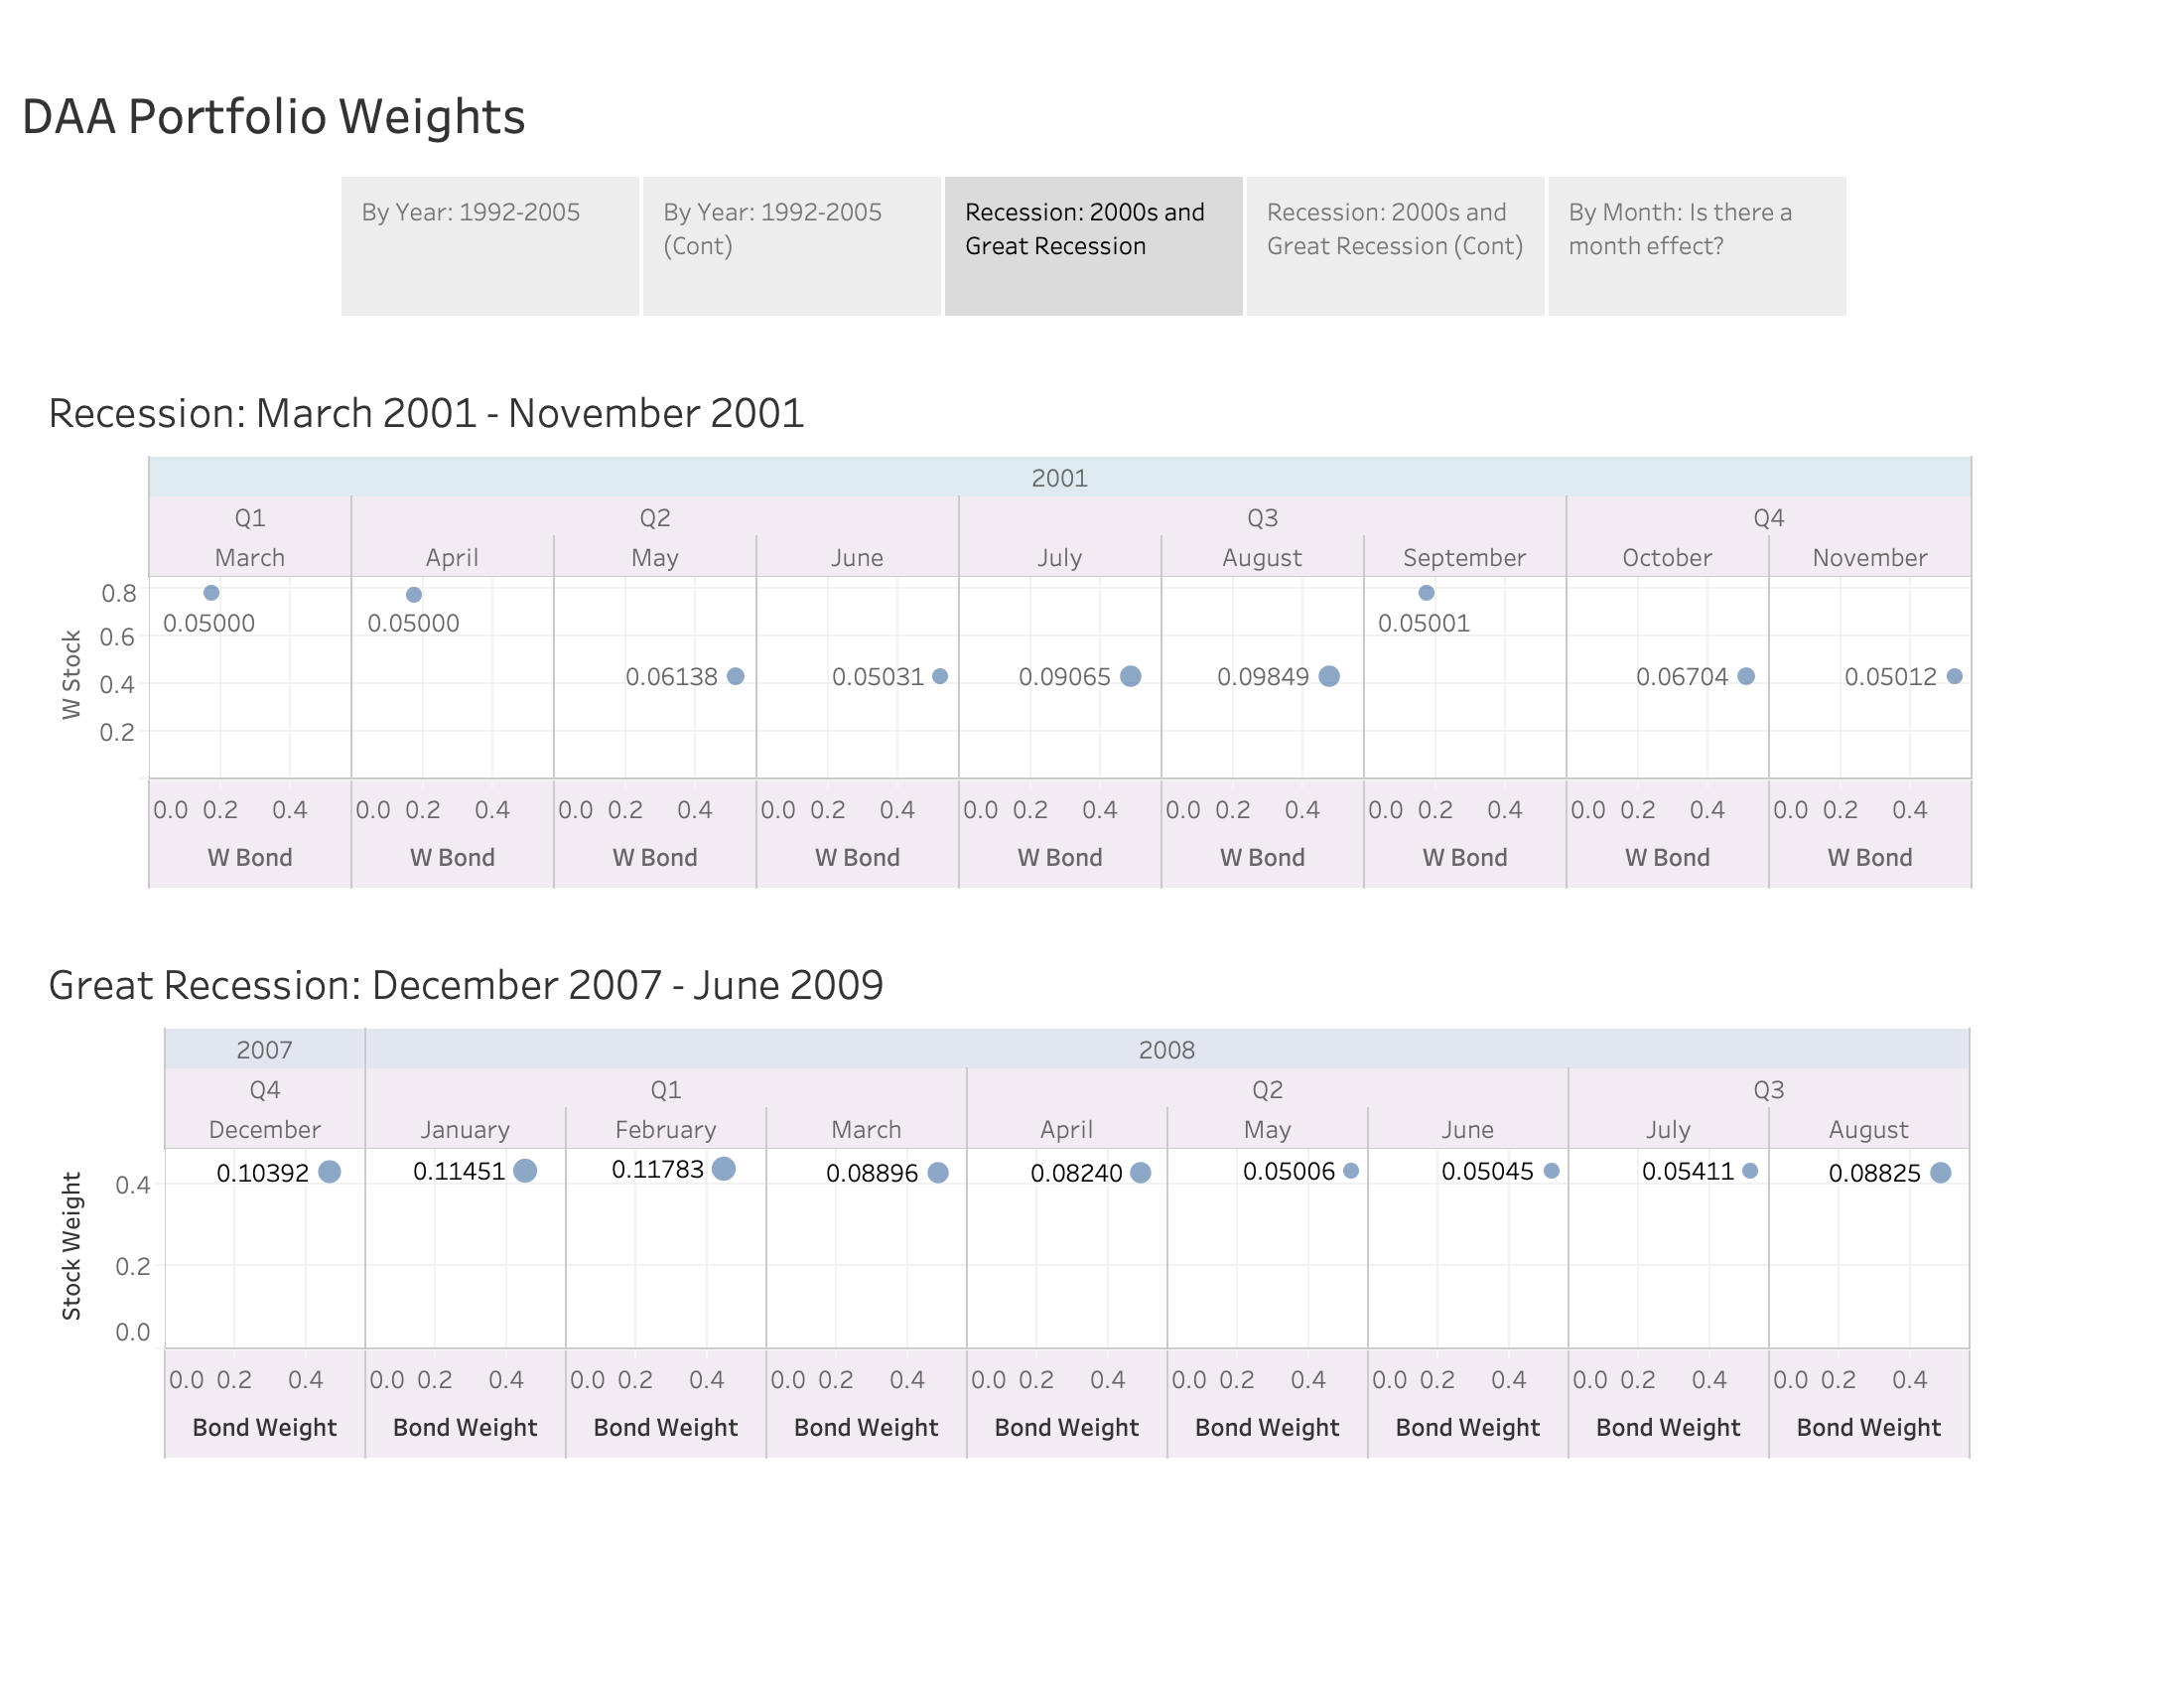 DAA Portfolio Weights
By Year: 1992-2005
By Year: 1992-2005
(Cont)
Recession: 2000s and
Great Recession
Recession: 2000s and
Great Recession (Cont)
By Month: Is there a
month effect?
Recession: March 2001 - November 2001
2001
Q1 Q2 Q3 Q4
March April May June July August September October November
W Stock
0.8
0.6
0.4
0.2
0.05000 0.05000 0.05001
0.06138 0.05031 0.09065 0.09849 0.06704 0.05012
0.0 0.2 0.4 0.0 0.2 0.4 0.0 0.2 0.4 0.0 0.2 0.4 0.0 0.2 0.4 0.0 0.2 0.4 0.0 0.2 0.4 0.0 0.2 0.4 0.0 0.2 0.4
W Bond W Bond W Bond W Bond W Bond W Bond W Bond W Bond W Bond
Great Recession: December 2007 - June 2009
2007 2008
Q4 Q1 Q2 Q3
December January February March April May June July August
Stock Weight
0.10392 0.11451 0.11783 0.08896 0.08240 0.05006 0.05045 0.05411 0.08825
0.4
0.2
0.0
0.0 0.2 0.4 0.0 0.2 0.4 0.0 0.2 0.4 0.0 0.2 0.4 0.0 0.2 0.4 0.0 0.2 0.4 0.0 0.2 0.4 0.0 0.2 0.4 0.0 0.2 0.4
Bond Weight Bond Weight Bond Weight Bond Weight Bond Weight Bond Weight Bond Weight Bond Weight Bond Weight